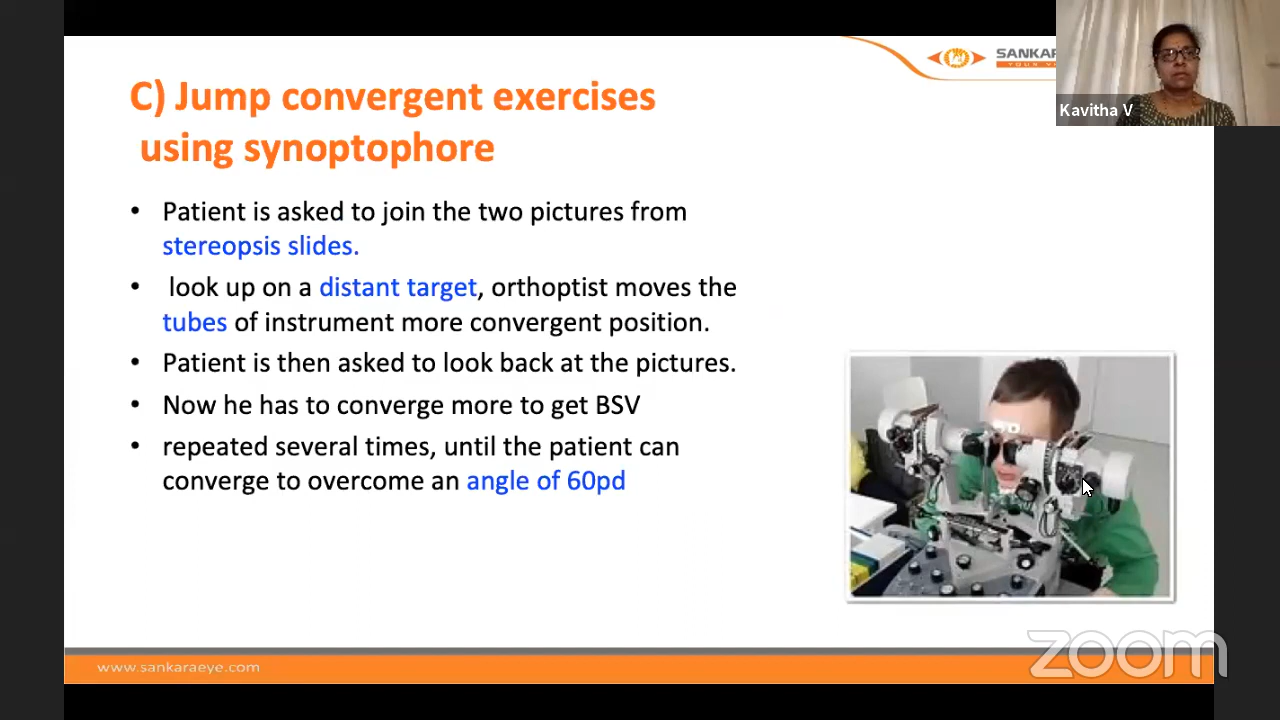 C) Jump convergent exercises
using synoptophore
• Patient is asked to join the two pictures from
stereopsis slides.
• look up on a distant target, orthoptist moves the
tubes of instrument more convergent position.
• Patient is then asked to look back at the pictures.
• Now he has to converge more to get BSV
• repeated several times, until the patient can
converge to overcome an angle of 60pd
Kavitha V
www.sankaraeye.com
zoom